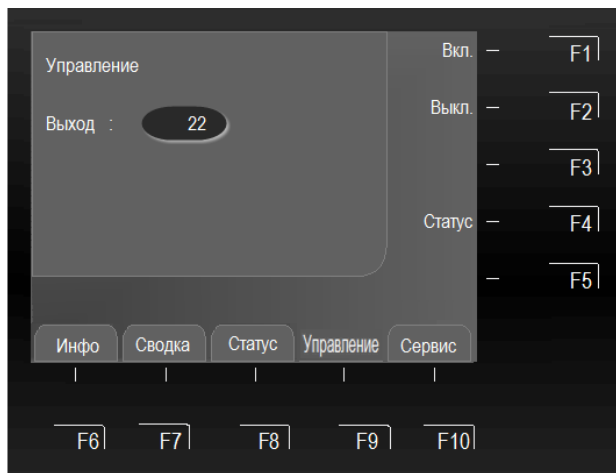 Управление
Выход : 22
Вкл. F1
Выкл. F2
F3
Статус F4
F5
Инфо Сводка Статус Управление Сервис
F6 F7 F8 F9 F10